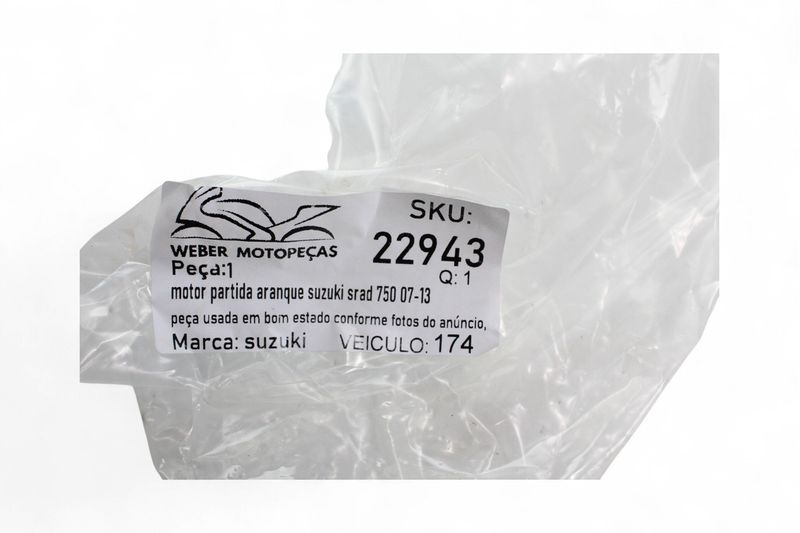 SKU:
22943
Q: 1
WEBER MOTOPEÇAS
Peça:1
motor partida aranque suzuki srad 750 07-13
peça usada em bom estado conforme fotos do anúncio,
Marca: suzuki VEICULO: 174